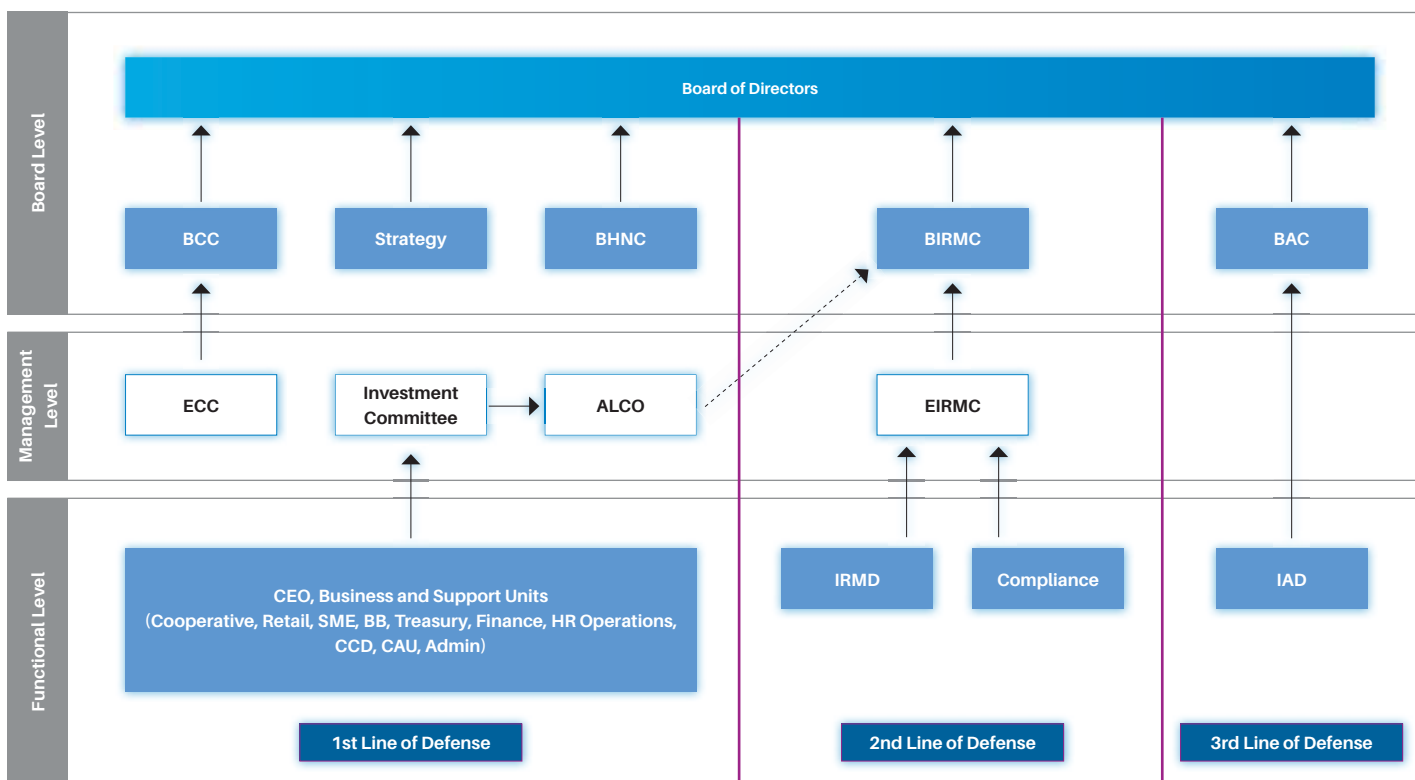 Board Level
Board of Directors
BCC
Strategy
BHNC
BIRMC
BAC
Management
Level
ECC
Investment
Committee
ALCO
EIRMC
Functional Level
CEO, Business and Support Units
(Cooperative, Retail, SME, BB, Treasury, Finance, HR Operations,
CCD, CAU, Admin)
IRMD
Compliance
IAD
1st Line of Defense
2nd Line of Defense
3rd Line of Defense